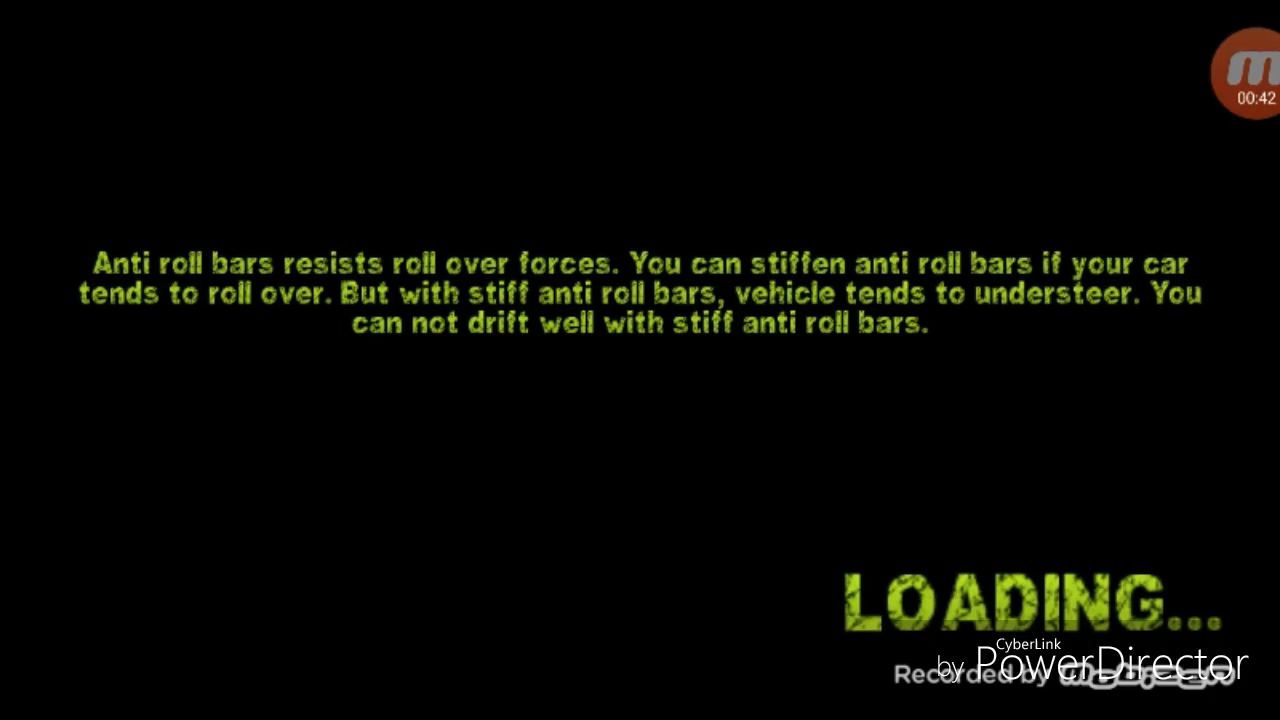 m
00:42
Anti roll bars resists roll over forces. You can stiffen anti roll bars if your car
tends to roll over. But with stiff anti roll bars, vehicle tends to understeer. You
can not drift well with stiff anti roll bars.
LOADING...
CyberLink
by PowerDirector
Recorded by